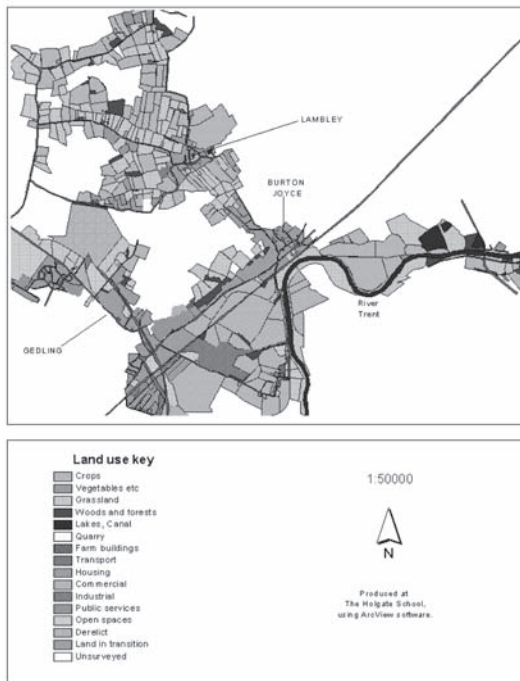 LAMBLEY
BURTON
JOYCE
River
Trent
GEDLING
Land use key
Crops
Vegetables etc
Grassland
Woods and forests
Lakes, Canal
Quarry
Farm buildings
Transport
Housing
Commercial
Industrial
Public services
Open spaces
Derelict
Land in transition
Unsurveyed
1:50000
N
Produced at
The Holgate School,
using ArcView software.